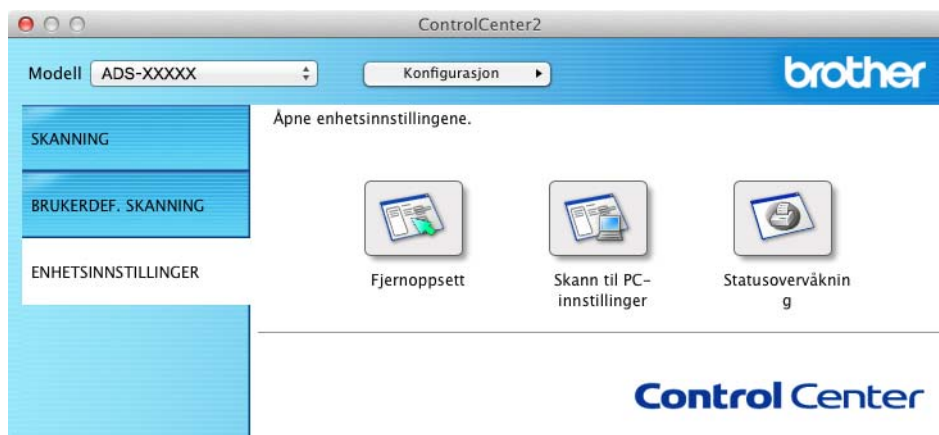 ControlCenter2
Modell ADS-XXXXX Konfigurasjon brother
SKANNING
BRUKERDEF. SKANNING
ENHETSINNSTILLINGER
Åpne enhetsinnstillingene.
Fjernoppsett
Skann til PC-
innstillinger
Statusovervåknin
g
Control Center